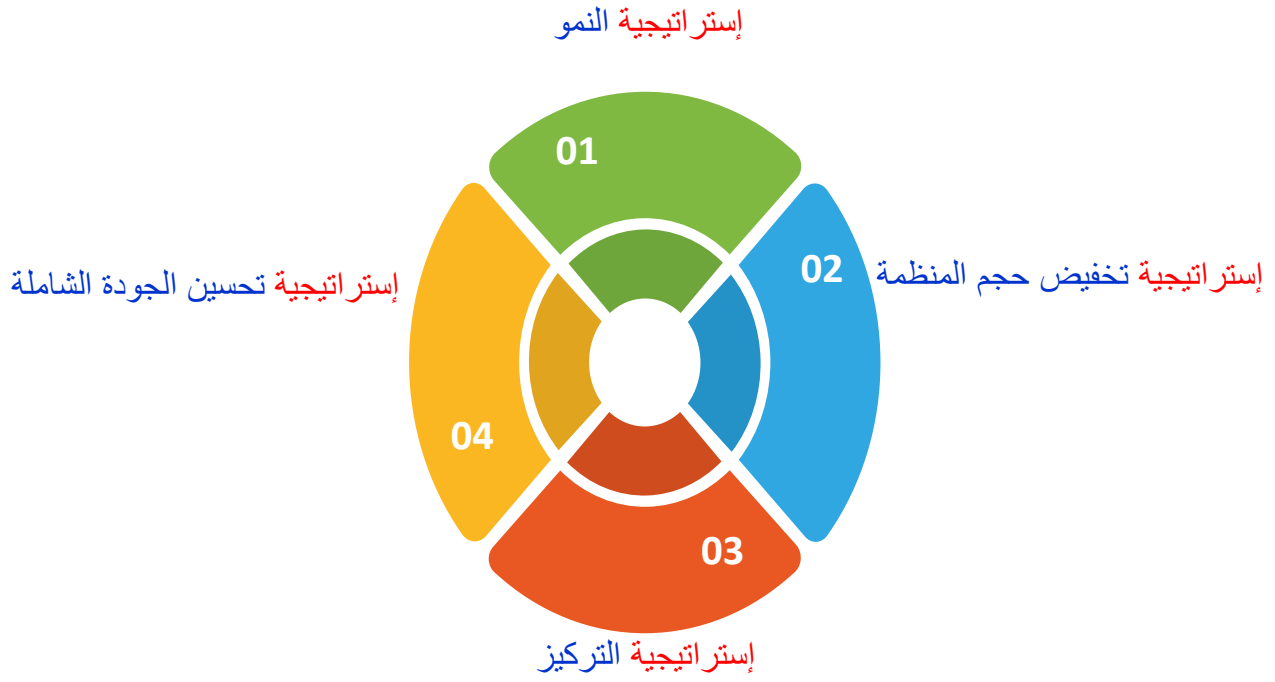 إستراتيجية النمو
01
02
إستراتيجية تخفيض حجم المنظمة
إستراتيجية تحسين الجودة الشاملة
04
03
إستراتيجية التركيز